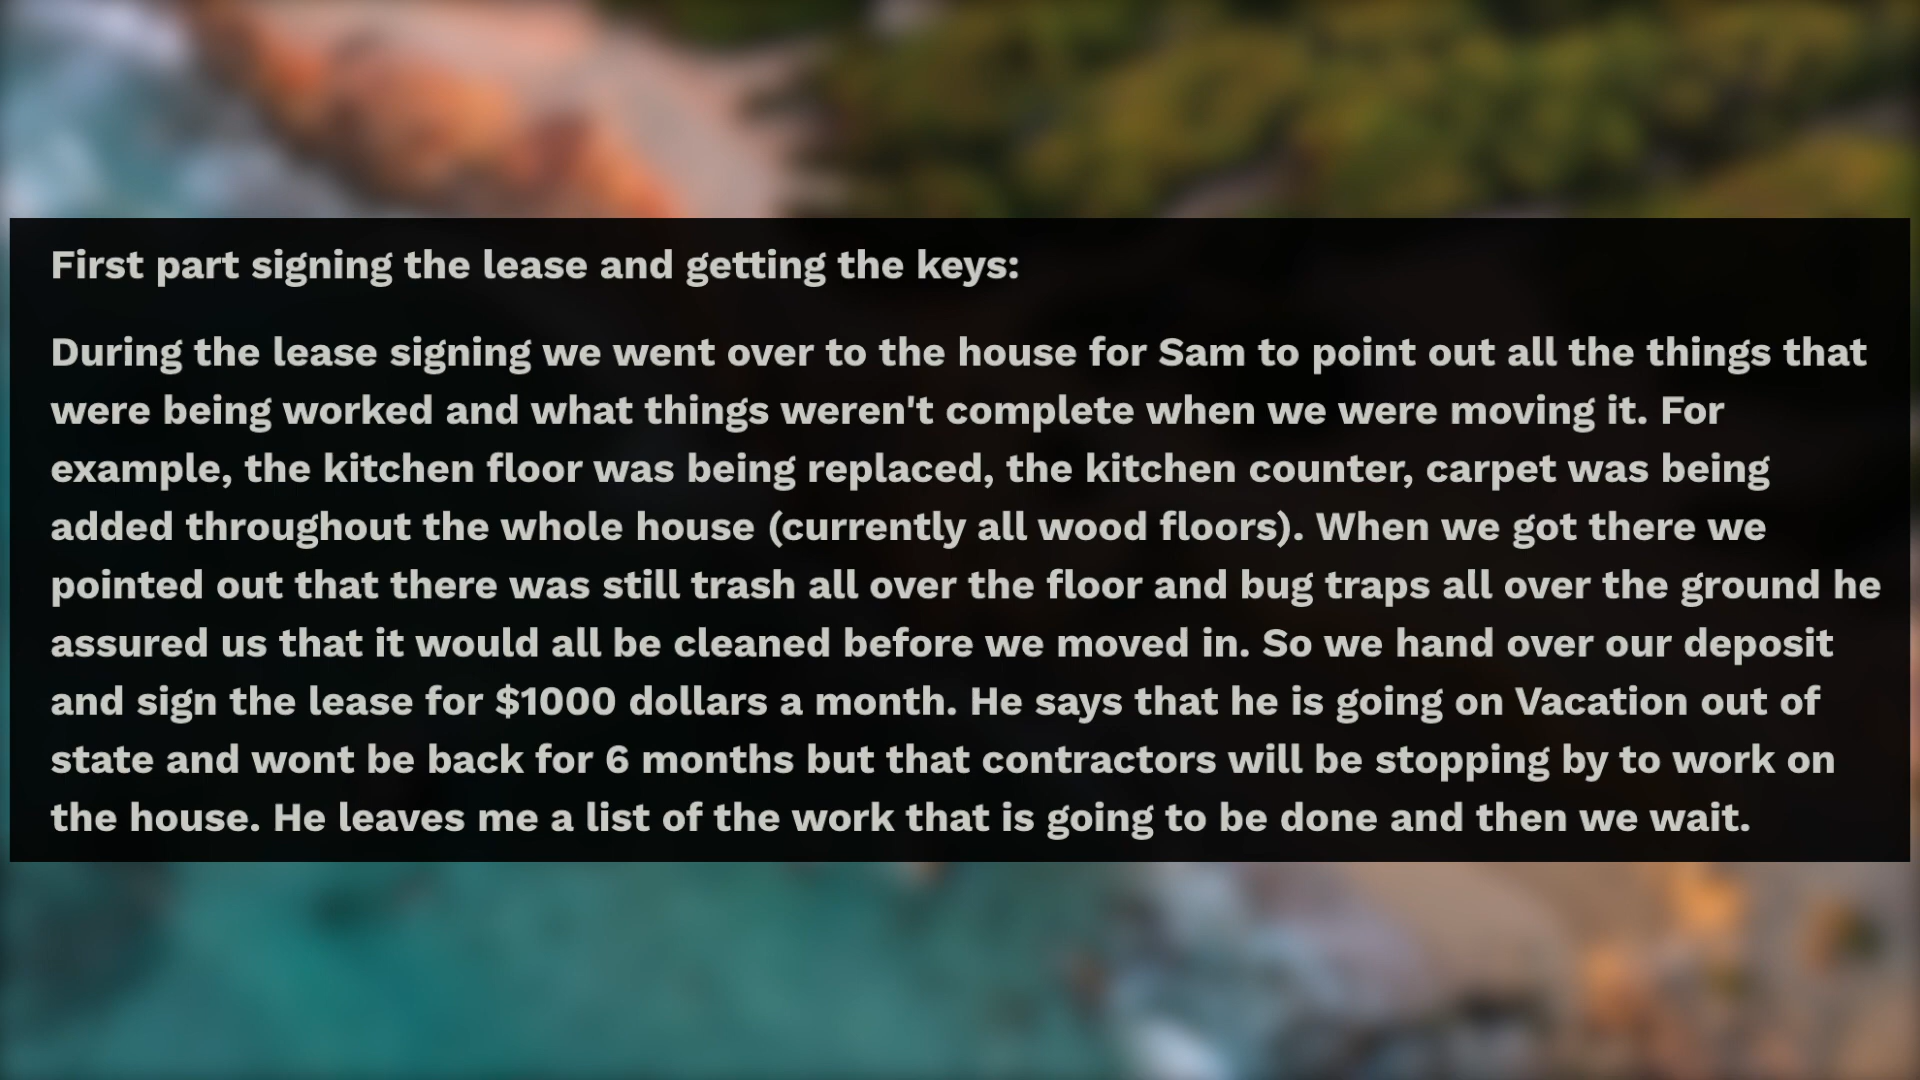 First part signing the lease and getting the keys:
During the lease signing we went over to the house for Sam to point out all the things that
were being worked and what things weren't complete when we were moving it. For
example, the kitchen floor was being replaced, the kitchen counter, carpet was being
added throughout the whole house (currently all wood floors). When we got there we
pointed out that there was still trash all over the floor and bug traps all over the ground he
assured us that it would all be cleaned before we moved in. So we hand over our deposit
and sign the lease for $1000 dollars a month. He says that he is going on Vacation out of
state and wont be back for 6 months but that contractors will be stopping by to work on
the house. He leaves me a list of the work that is going to be done and then we wait.